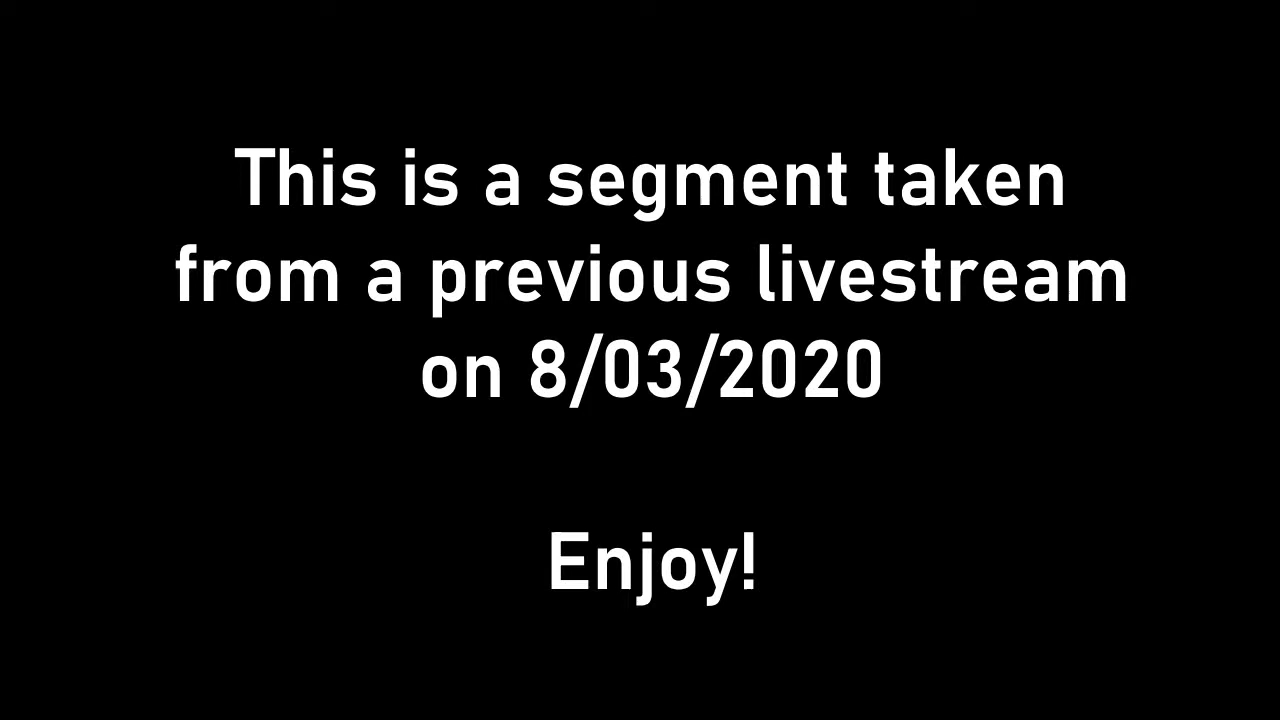 This is a segment taken
from a previous livestream
on 8/03/2020
Enjoy!